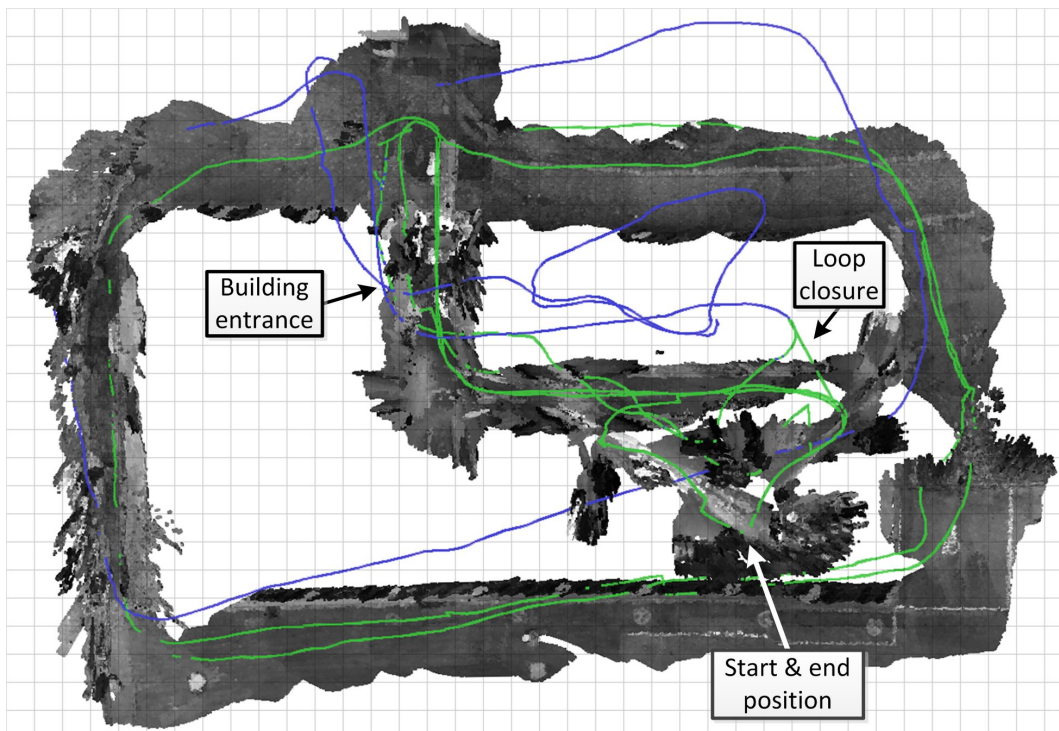 Building
entrance
Loop
closure
Start & end
position